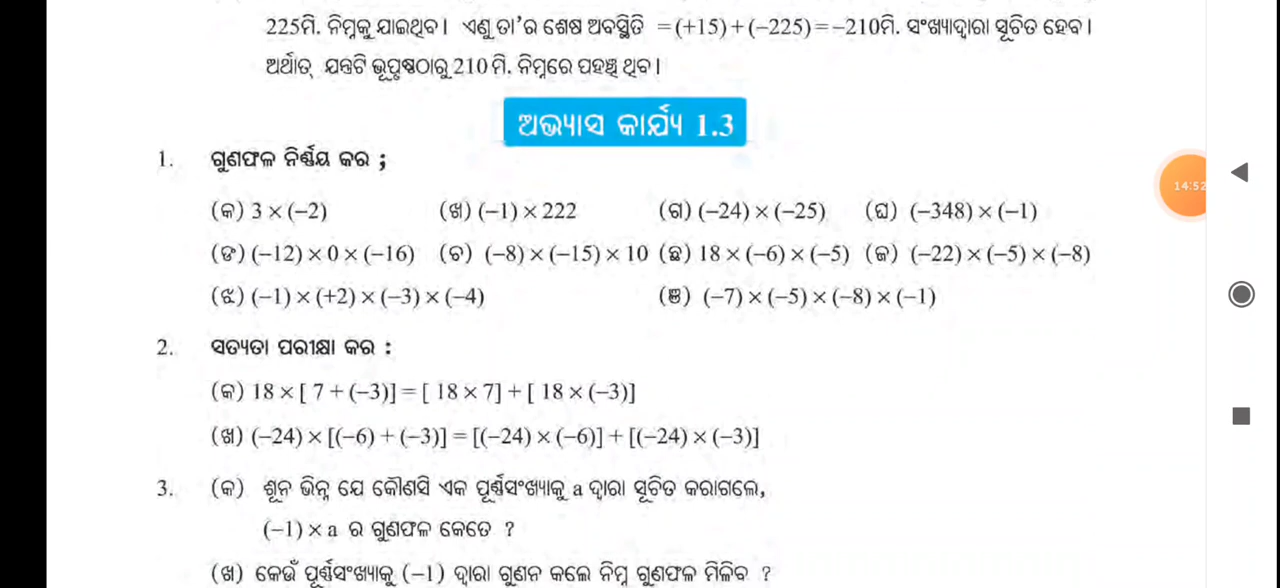 225ମି. ନିମ୍ନକୁ ଯାଇଥିବ। ଏଣୁ ତା'ର ଶେଷ ଅବସ୍ଥିତି =(+15)+(−225)=−210ମି. ସଂଖ୍ୟାଦ୍ୱାରା ସୂଚିତ ହେବ।
ଅର୍ଥାତ୍ ଯନ୍ତ୍ରଟି ଭୂପୃଷ୍ଠଠାରୁ 210 ମି. ନିମ୍ନରେ ପହଞ୍ଚିଥିବ।
ଅଭ୍ୟାସ କାର୍ଯ୍ୟ 1.3
1. ଗୁଣଫଳ ନିର୍ଣ୍ଣୟ କର ;
(କ) 3 × (−2) (ଖ) (−1) × 222 (ଗ) (−24) × (−25) (ଘ) (−348) × (−1)
14:52
(ଙ) (−12) × 0 × (−16) (ଚ) (−8) × (−15) × 10 (ଛ) 18 × (−6) × (−5) (ଜ) (−22) × (−5) × (−8)
(ଝ) (−1) × (+2) × (−3) × (−4) (ଞ) (−7) × (−5) × (−8) × (−1)
2. ସତ୍ୟତା ପରୀକ୍ଷା କର :
(କ) 18 × [ 7 + (−3)] = [ 18 × 7] + [ 18 × (−3)]
(ଖ) (−24) × [(−6) + (−3)] = [(−24) × (−6)] + [(−24) × (−3)]
3. (କ) ଶୂନ ଭିନ୍ନ ଯେ କୌଣସି ଏକ ପୂର୍ଣ୍ଣସଂଖ୍ୟାକୁ a ଦ୍ୱାରା ସୂଚିତ କରାଗଲେ,
(−1) × a ର ଗୁଣଫଳ କେତେ ?
(ଖ) କେଉଁ ପୂର୍ଣ୍ଣସଂଖ୍ୟାକୁ (−1) ଦ୍ୱାରା ଗୁଣନ କଲେ ନିମ୍ନ ଗୁଣଫଳ ମିଳିବ ?